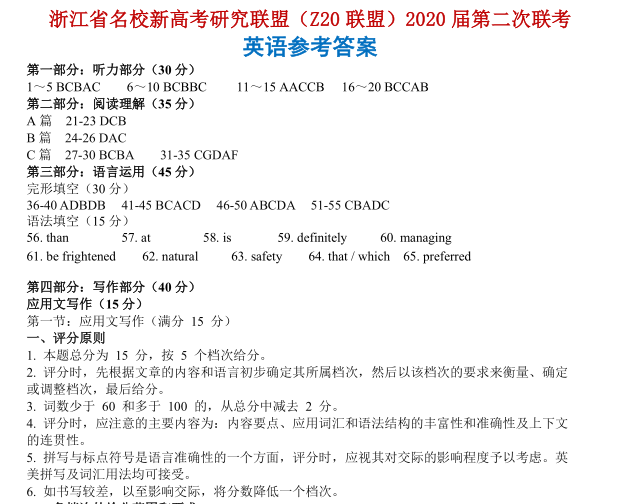 浙江省名校新高考研究联盟（Z20 联盟）2020 届第二次联考
英语参考答案
第一部分：听力部分（30 分）
1～5 BCBAC 6～10 BCBBC 11～15 AACCB 16～20 BCCAB
第二部分：阅读理解（35 分）
A 篇 21-23 DCB
B 篇 24-26 DAC
C 篇 27-30 BCBA 31-35 CGDAF
第三部分：语言运用（45 分）
完形填空（30 分）
36-40 ADBDB 41-45 BCACD 46-50 ABCDA 51-55 CBADC
语法填空（15 分）
56. than 57. at 58. is 59. definitely 60. managing
61. be frightened 62. natural 63. safety 64. that / which 65. preferred
第四部分：写作部分（40 分）
应用文写作（15 分）
第一节：应用文写作（满分 15 分）
一、评分原则
1. 本题总分为 15 分，按 5 个档次给分。
2. 评分时，先根据文章的内容和语言初步确定其所属档次，然后以该档次的要求来衡量、确定
或调整档次，最后给分。
3. 词数少于 60 和多于 100 的，从总分中减去 2 分。
4. 评分时，应注意的主要内容为：内容要点、应用词汇和语法结构的丰富性和准确性及上下文
的连贯性。
5. 拼写与标点符号是语言准确性的一个方面，评分时，应视其对交际的影响程度予以考虑。英
美拼写及词汇用法均可接受。
6. 如书写较差，以至影响交际，将分数降低一个档次。